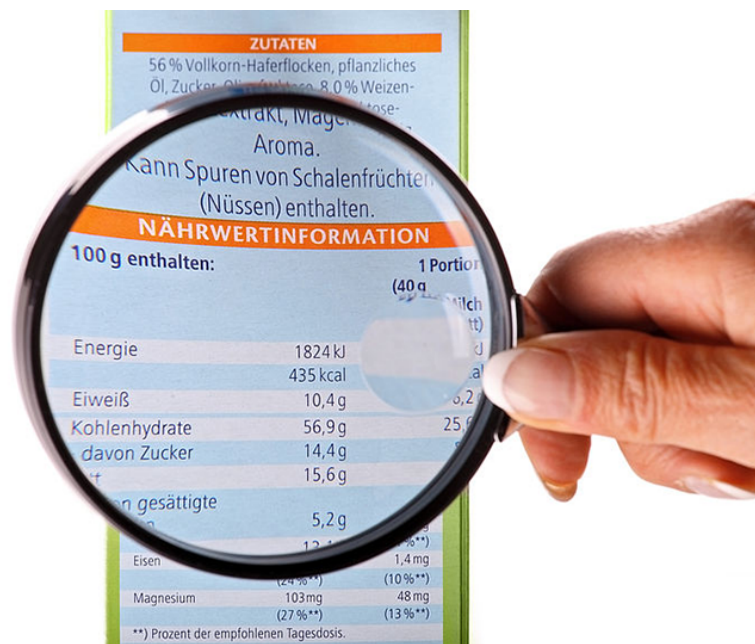 ZUTATEN
56 % Vollkorn-Haferflocken, pflanzliches
Öl, Zucker, 8,0 % Weizen-
extrakt,
Aroma.
Kann Spuren von Schalenfrüchten
(Nüssen) enthalten.
NÄHRWERTINFORMATION
100 g enthalten: 1 Portion
(40 g
Milch
Energie 1824 kJ kJ
435 kcal
Eiweiß 10,4 g
Kohlenhydrate 56,9 g
davon Zucker 14,4 g
15,6 g
gesättigte
5,2 g
Eisen 1,4 mg
(24 %**) (10 %**)
Magnesium 103 mg 48 mg
(27 %**) (13 %**)
**) Prozent der empfohlenen Tagesdosis.